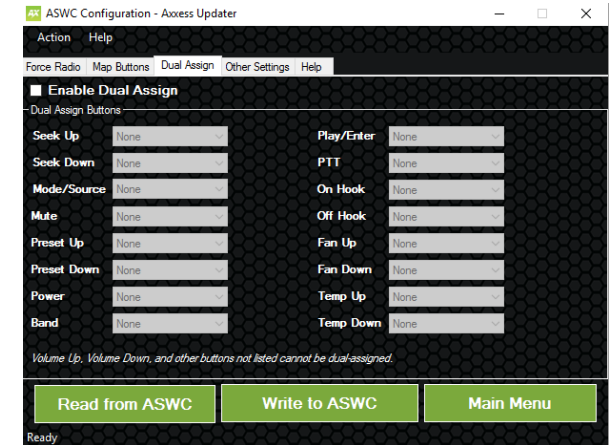 AX ASWC Configuration - Axxess Updater
Action Help
Force Radio Map Buttons Dual Assign Other Settings Help
Enable Dual Assign
Dual Assign Buttons
Seek Up None Play/Enter None
Seek Down None PTT None
Mode/Source None On Hook None
Mute None Off Hook None
Preset Up None Fan Up None
Preset Down None Fan Down None
Power None Temp Up None
Band None Temp Down None
Volume Up, Volume Down, and other buttons not listed cannot be dual-assigned.
Read from ASWC Write to ASWC Main Menu
Ready